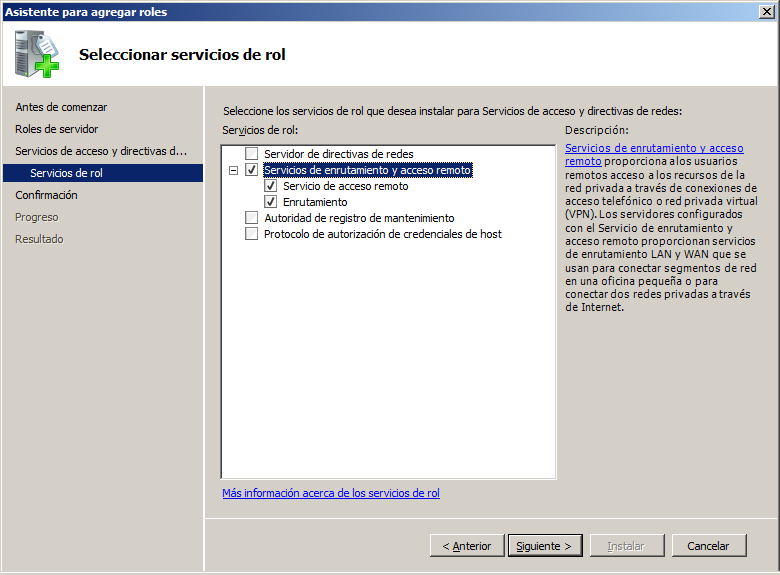 Asistente para agregar roles
Seleccionar servicios de rol
Antes de comenzar
Roles de servidor
Servicios de acceso y directivas d...
Servicios de rol
Confirmación
Progreso
Resultado
Seleccione los servicios de rol que desea instalar para Servicios de acceso y directivas de redes:
Servicios de rol:
Servidor de directivas de redes
Servicios de enrutamiento y acceso remoto
Servicio de acceso remoto
Enrutamiento
Autoridad de registro de mantenimiento
Protocolo de autorización de credenciales de host
Más información acerca de los servicios de rol
Descripción:
Servicios de enrutamiento y acceso
remoto proporciona a los usuarios
remotos acceso a los recursos de la
red privada a través de conexiones de
acceso telefónico o red privada virtual
(VPN). Los servidores configurados
con el Servicio de enrutamiento y
acceso remoto proporcionan servicios
de enrutamiento LAN y WAN que se
usan para conectar segmentos de red
en una oficina pequeña o para
conectar dos redes privadas a través
de Internet.
< Anterior
Siguiente >
Instalar
Cancelar